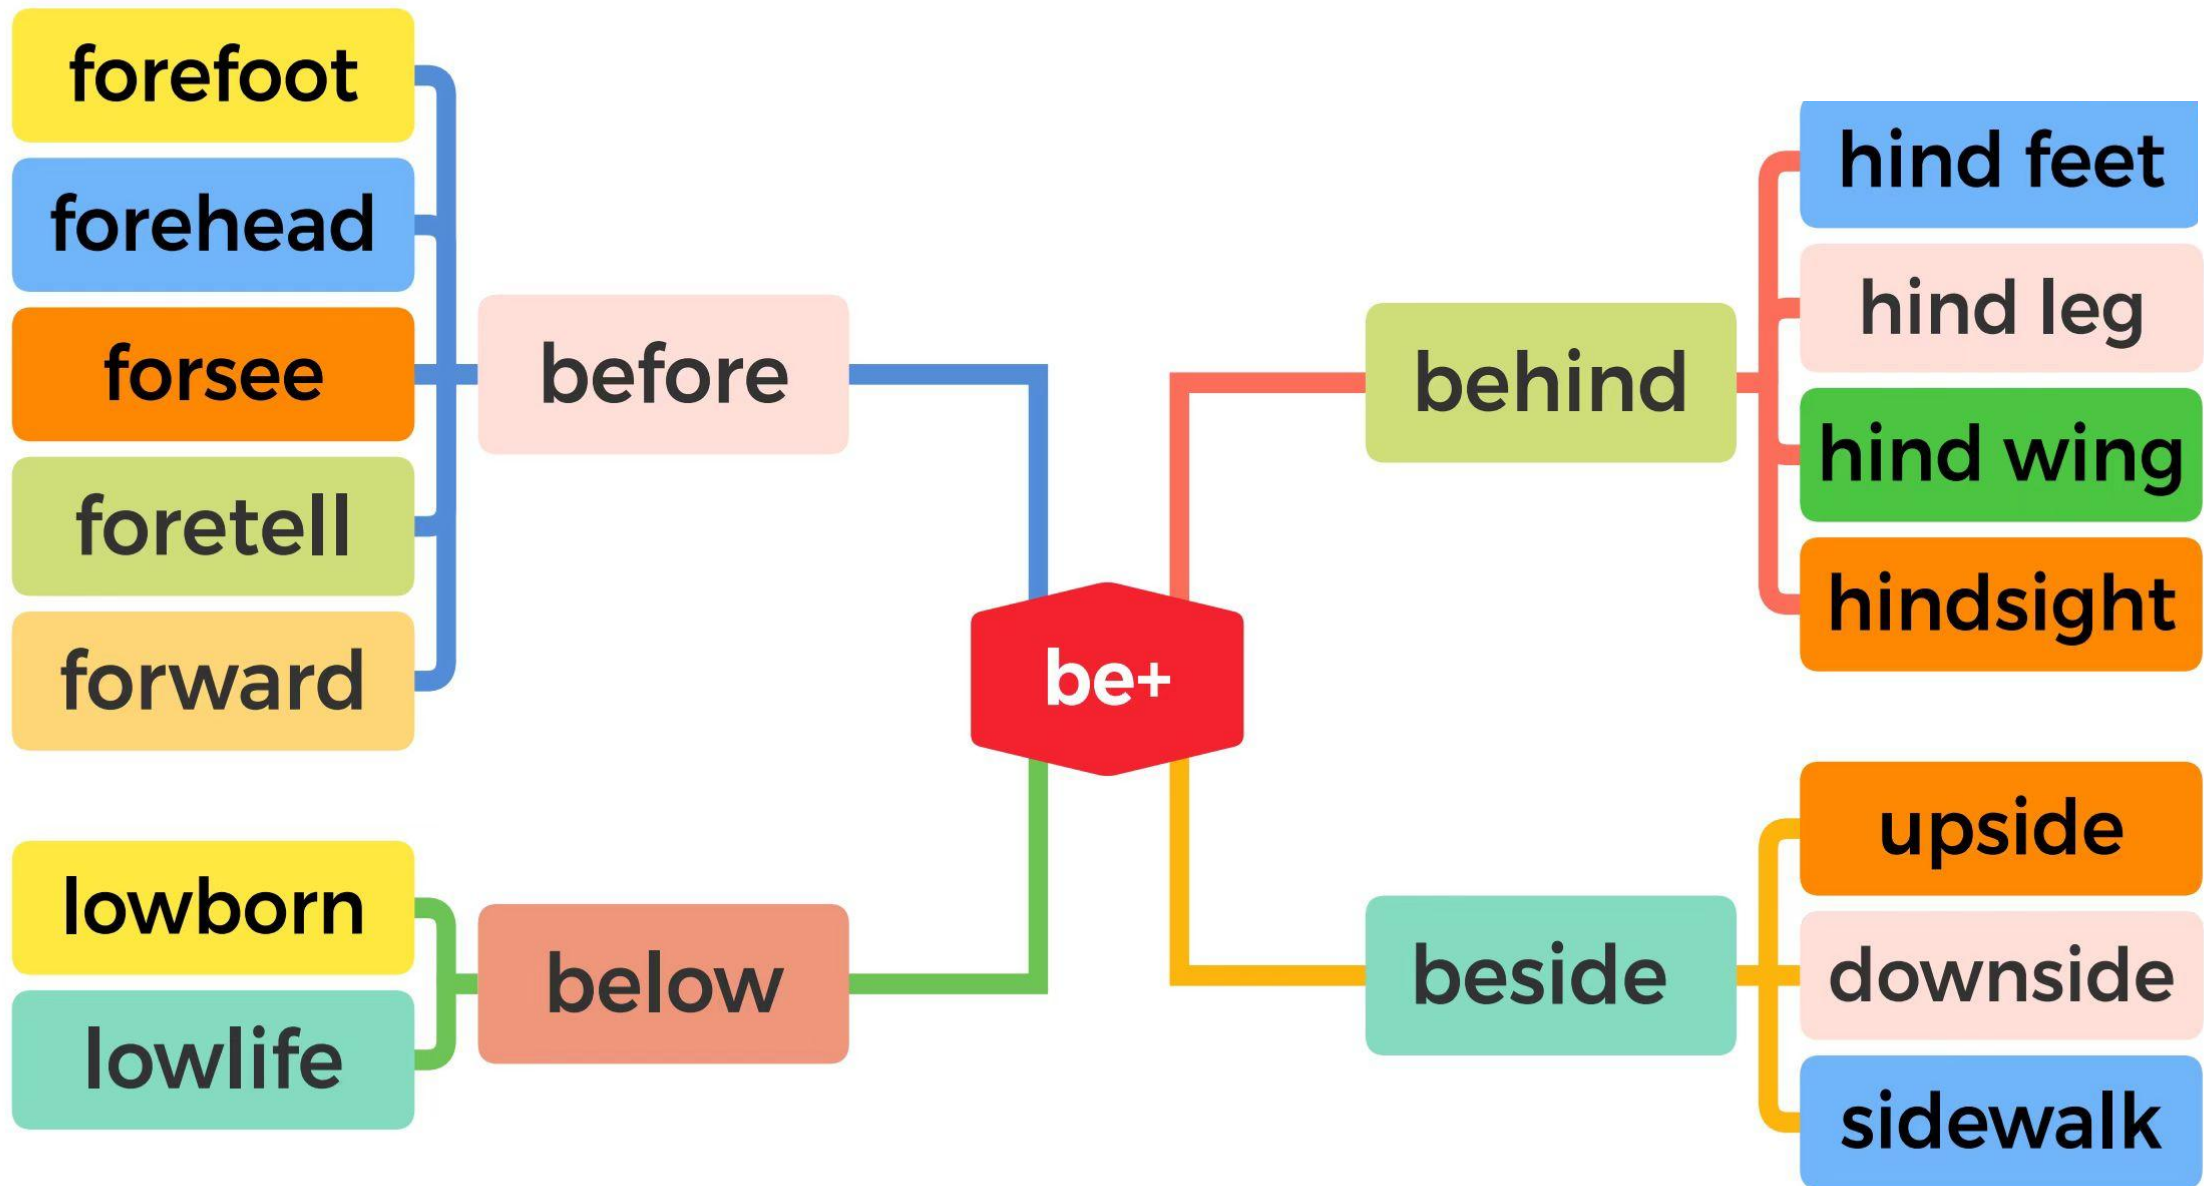 forefoot
forehead
forsee
foretell
forward
before
lowborn
lowlife
below
be+
behind
hind feet
hind leg
hind wing
hindsight
beside
upside
downside
sidewalk